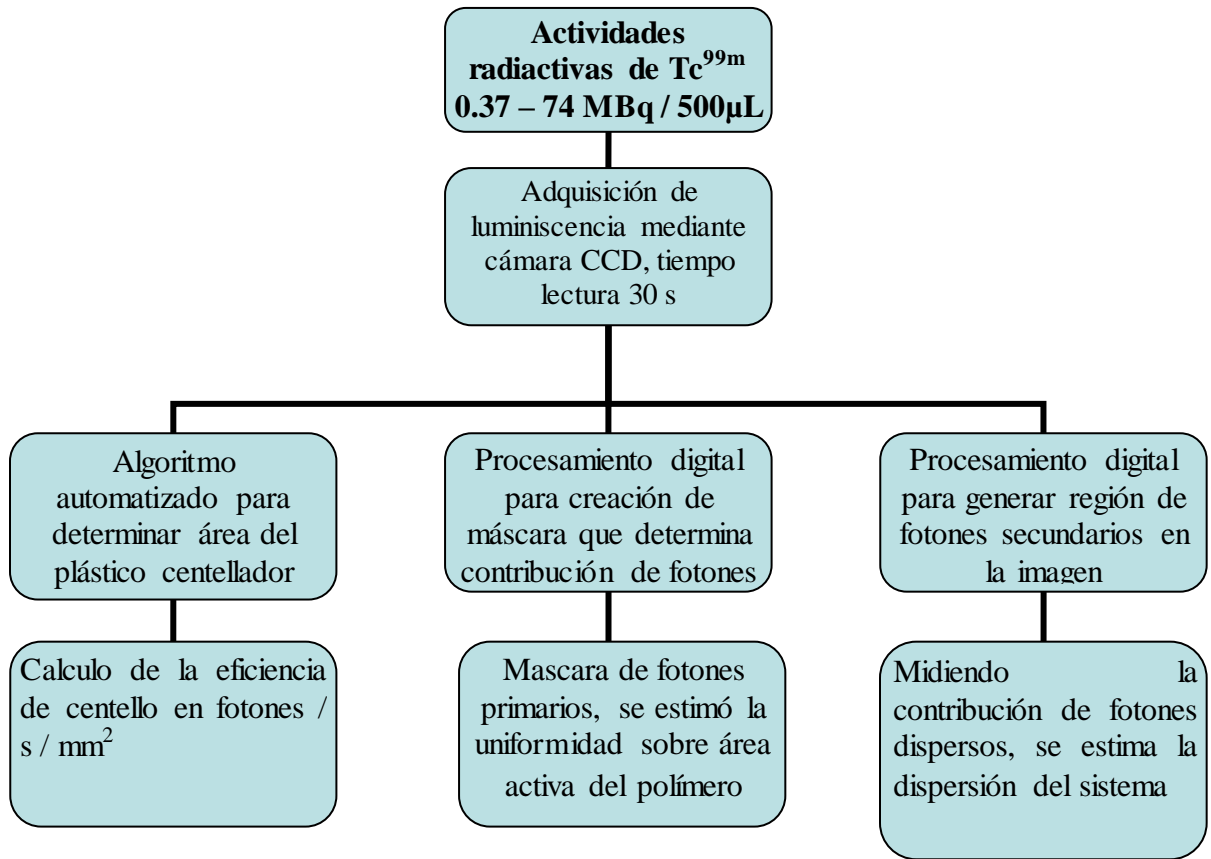 Actividades
radiactivas de Tc99m
0.37 – 74 MBq / 500µL
Adquisición de
luminiscencia mediante
cámara CCD, tiempo
lectura 30 s
Algoritmo
automatizado para
determinar área del
plástico centellador
Procesamiento digital
para creación de
máscara que determina
contribución de fotones
Procesamiento digital
para generar región de
fotones secundarios en
la imagen
Calculo de la eficiencia
de centello en fotones /
s / mm2
Mascara de fotones
primarios, se estimó la
uniformidad sobre área
activa del polímero
Midiendo la
contribución de fotones
dispersos, se estima la
dispersión del sistema